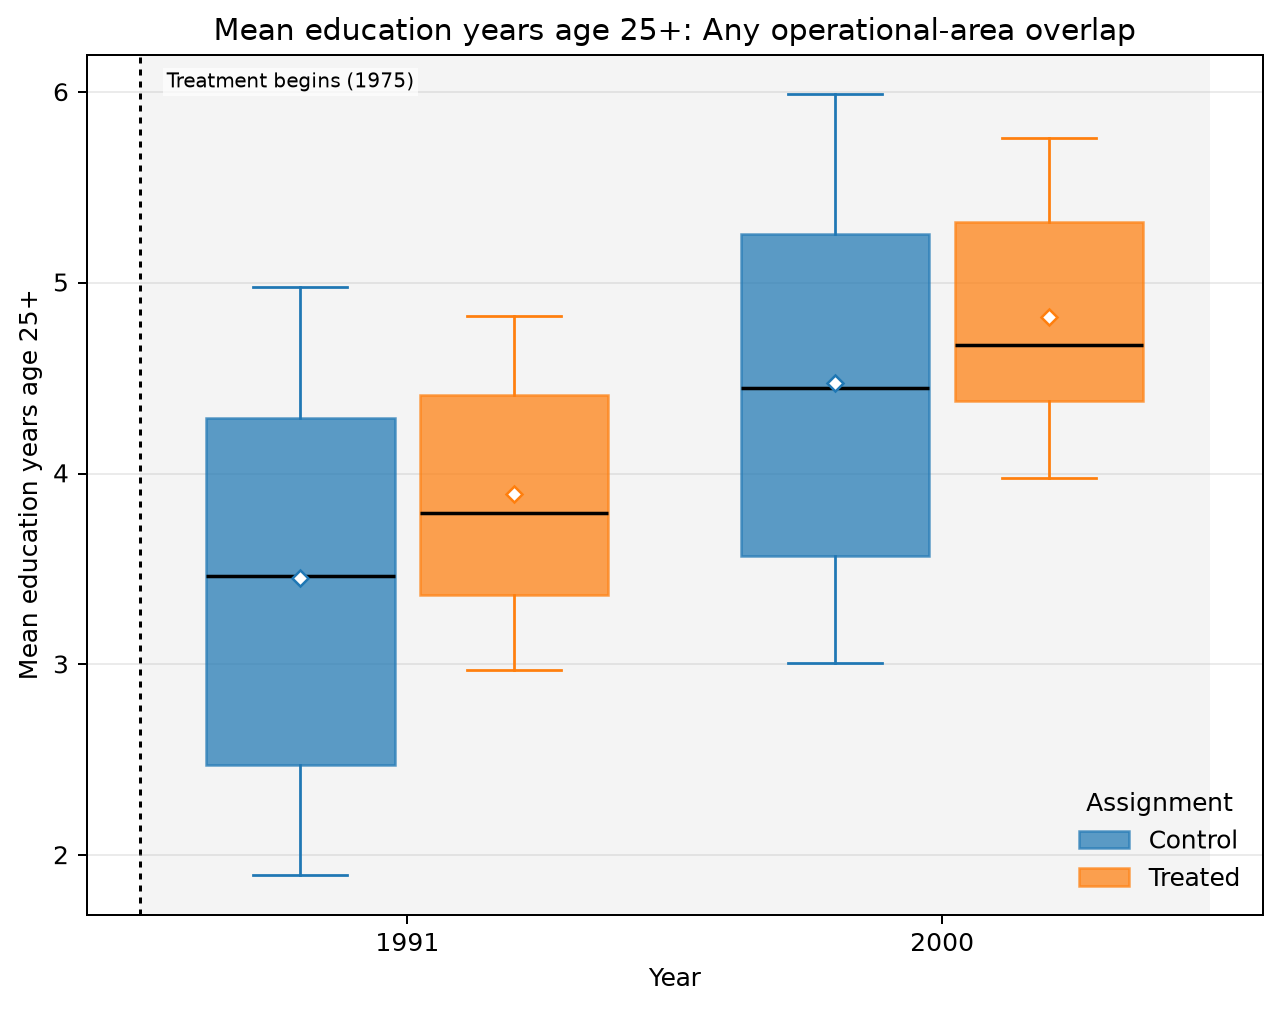 Mean education years age 25+: Any operational-area overlap
Treatment begins (1975)
Mean education years age 25+
6
5
4
3
2
1991
2000
Year
Assignment
Control
Treated